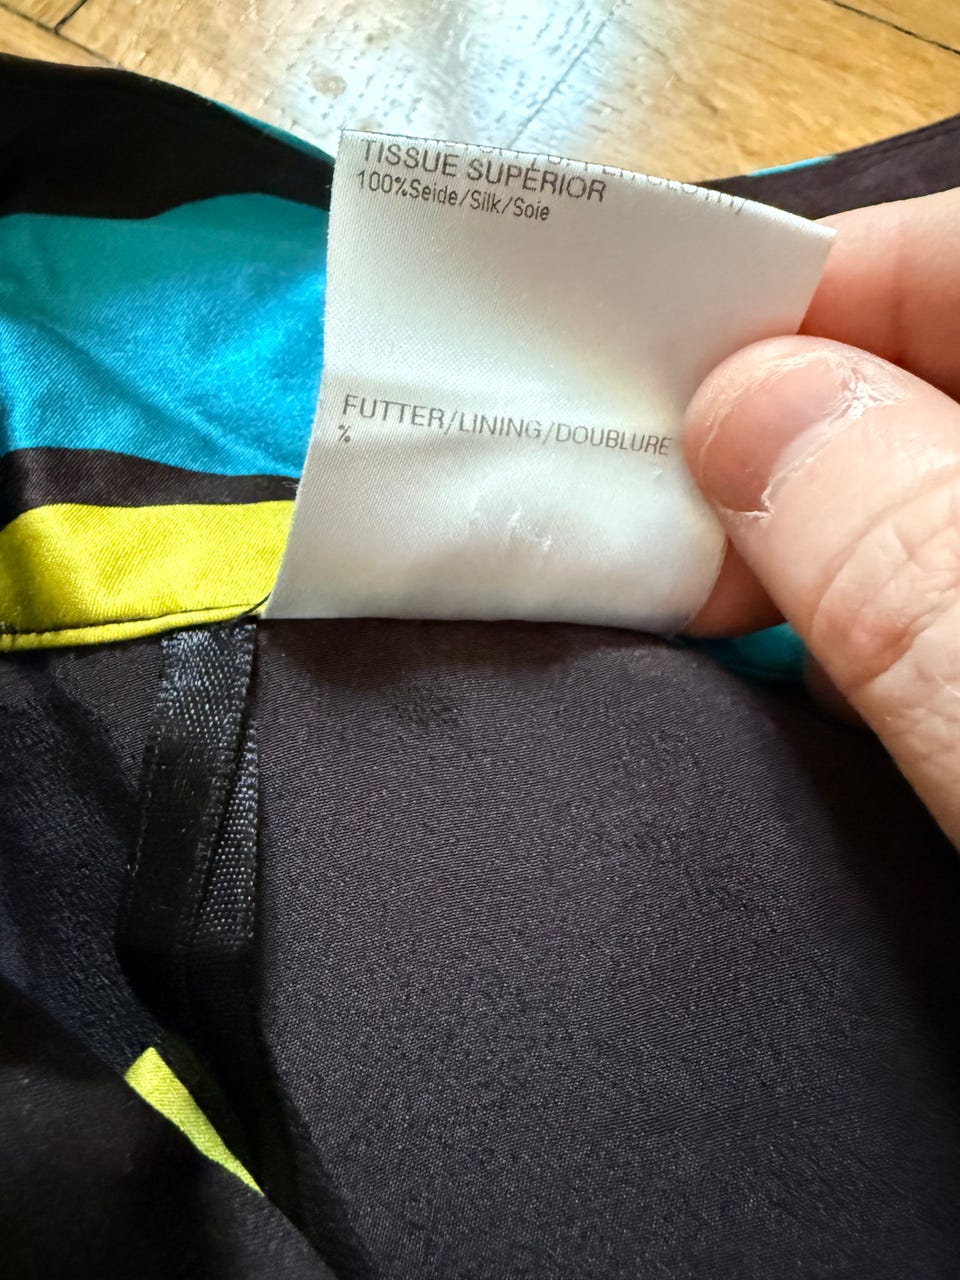 TISSUE SUPERIOR
100%Seide/Silk/Soie
FUTTER/LINING/DOUBLURE
%